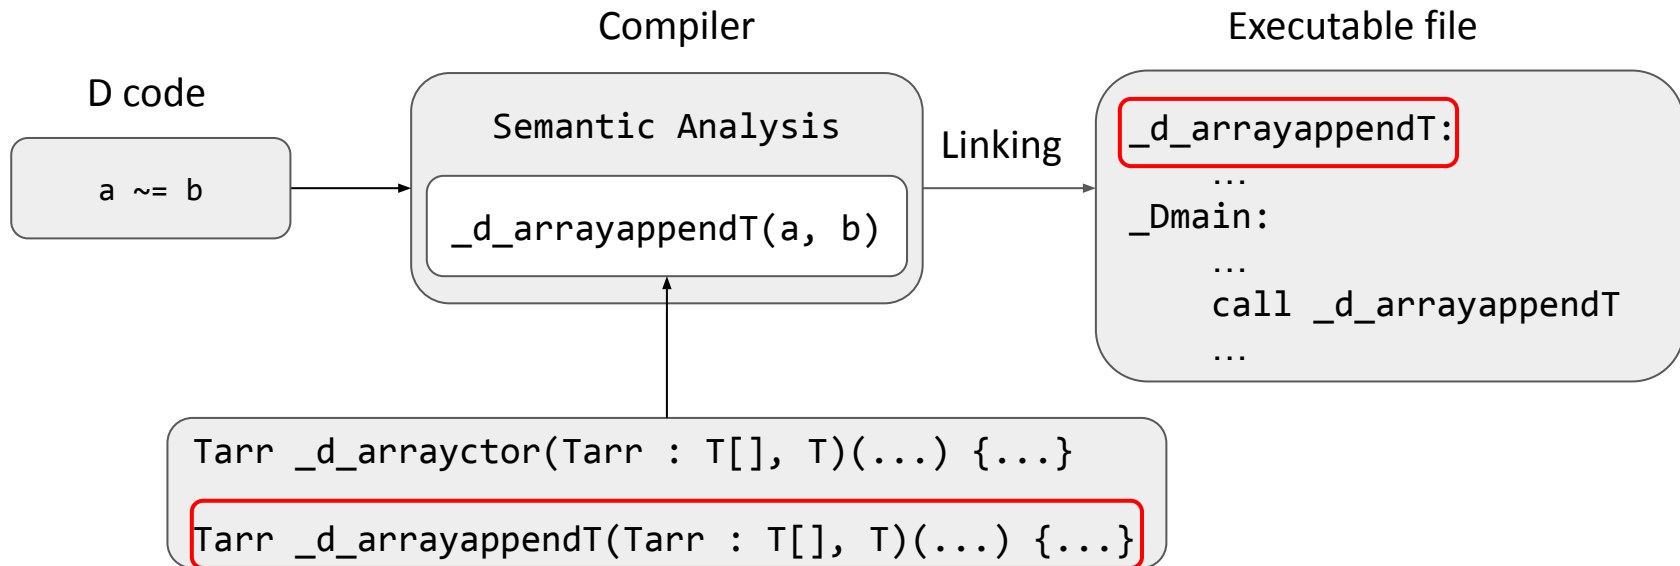 Compiler
Executable file
D code
a ~= b
Semantic Analysis
_d_arrayappendT(a, b)
Linking
_d_arrayappendT:
...
_Dmain:
...
call _d_arrayappendT
...
Tarr _d_arrayctor(Tarr : T[], T)(...) {...}
Tarr _d_arrayappendT(Tarr : T[], T)(...) {...}